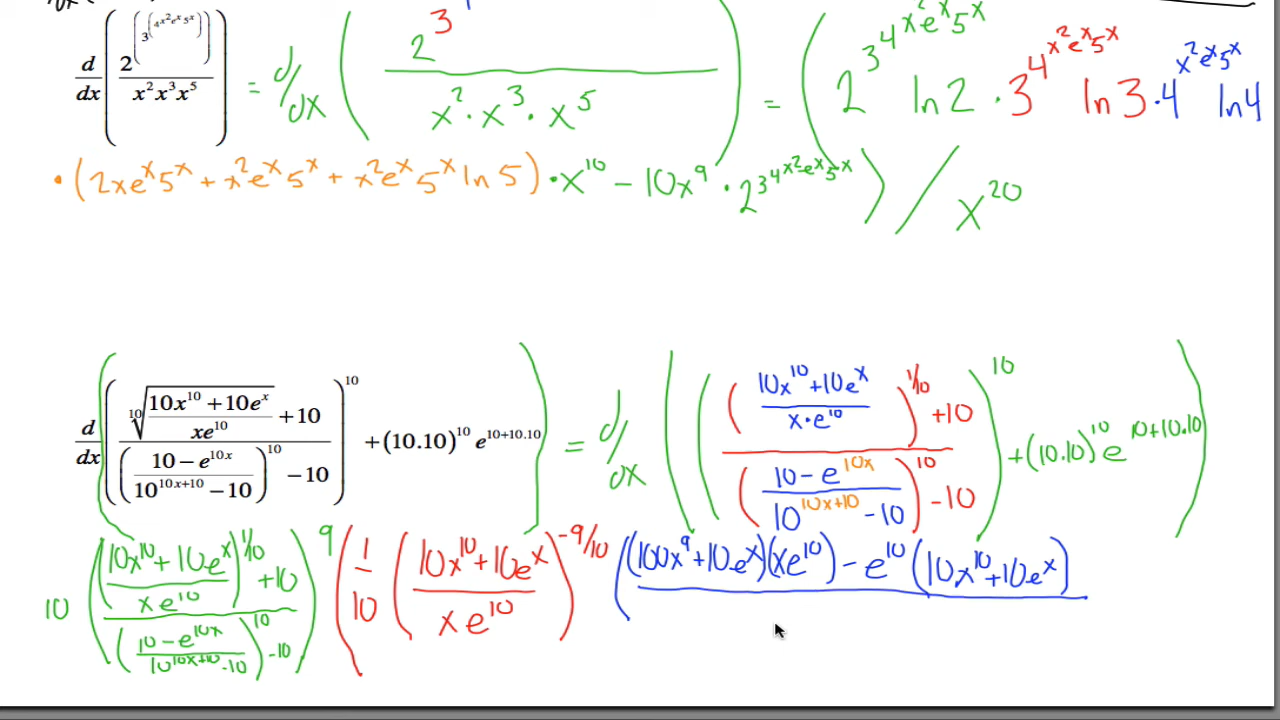 d/dx ( 2^(3^(4^(x²eˣ5ˣ))) / x²x³x⁵ ) = d/dx ( 2^3 / x²·x³·x⁵ ) = ( 2^3^4^x²eˣ5ˣ ln2 · 3^4^x²eˣ5ˣ ln3 · 4^x²eˣ5ˣ ln4
· (2xeˣ5ˣ + x²eˣ5ˣ + x²eˣ5ˣ ln5) · x¹⁰ − 10x⁹ · 2^3^4^x²eˣ5ˣ ) / x²⁰
d/dx ( ( ( ¹⁰√((10x¹⁰ + 10eˣ) / xe¹⁰) + 10 ) / ( ((10 − e^10x) / (10^(10x+10) − 10))^10 − 10 ) )^10 + (10.10)^10 e^(10+10.10) ) = d/dx ( ( ( ((10x¹⁰ + 10eˣ) / (x·e¹⁰))^(1/10) + 10 ) / ( ((10 − e^10x) / (10^(10x+10) − 10))^10 − 10 ) )^10 + (10.10)^10 e^(10+10.10) )
10 ( ( ((10x¹⁰ + 10eˣ) / (xe¹⁰))^(1/10) + 10 ) / ( ((10 − e^10x) / (10^(10x+10) − 10))^10 − 10 ) )^9 ( 1/10 ( (10x¹⁰ + 10eˣ) / (xe¹⁰) )^(−9/10) ( ((100x⁹ + 10eˣ)(xe¹⁰) − e¹⁰(10x¹⁰ + 10eˣ)) /